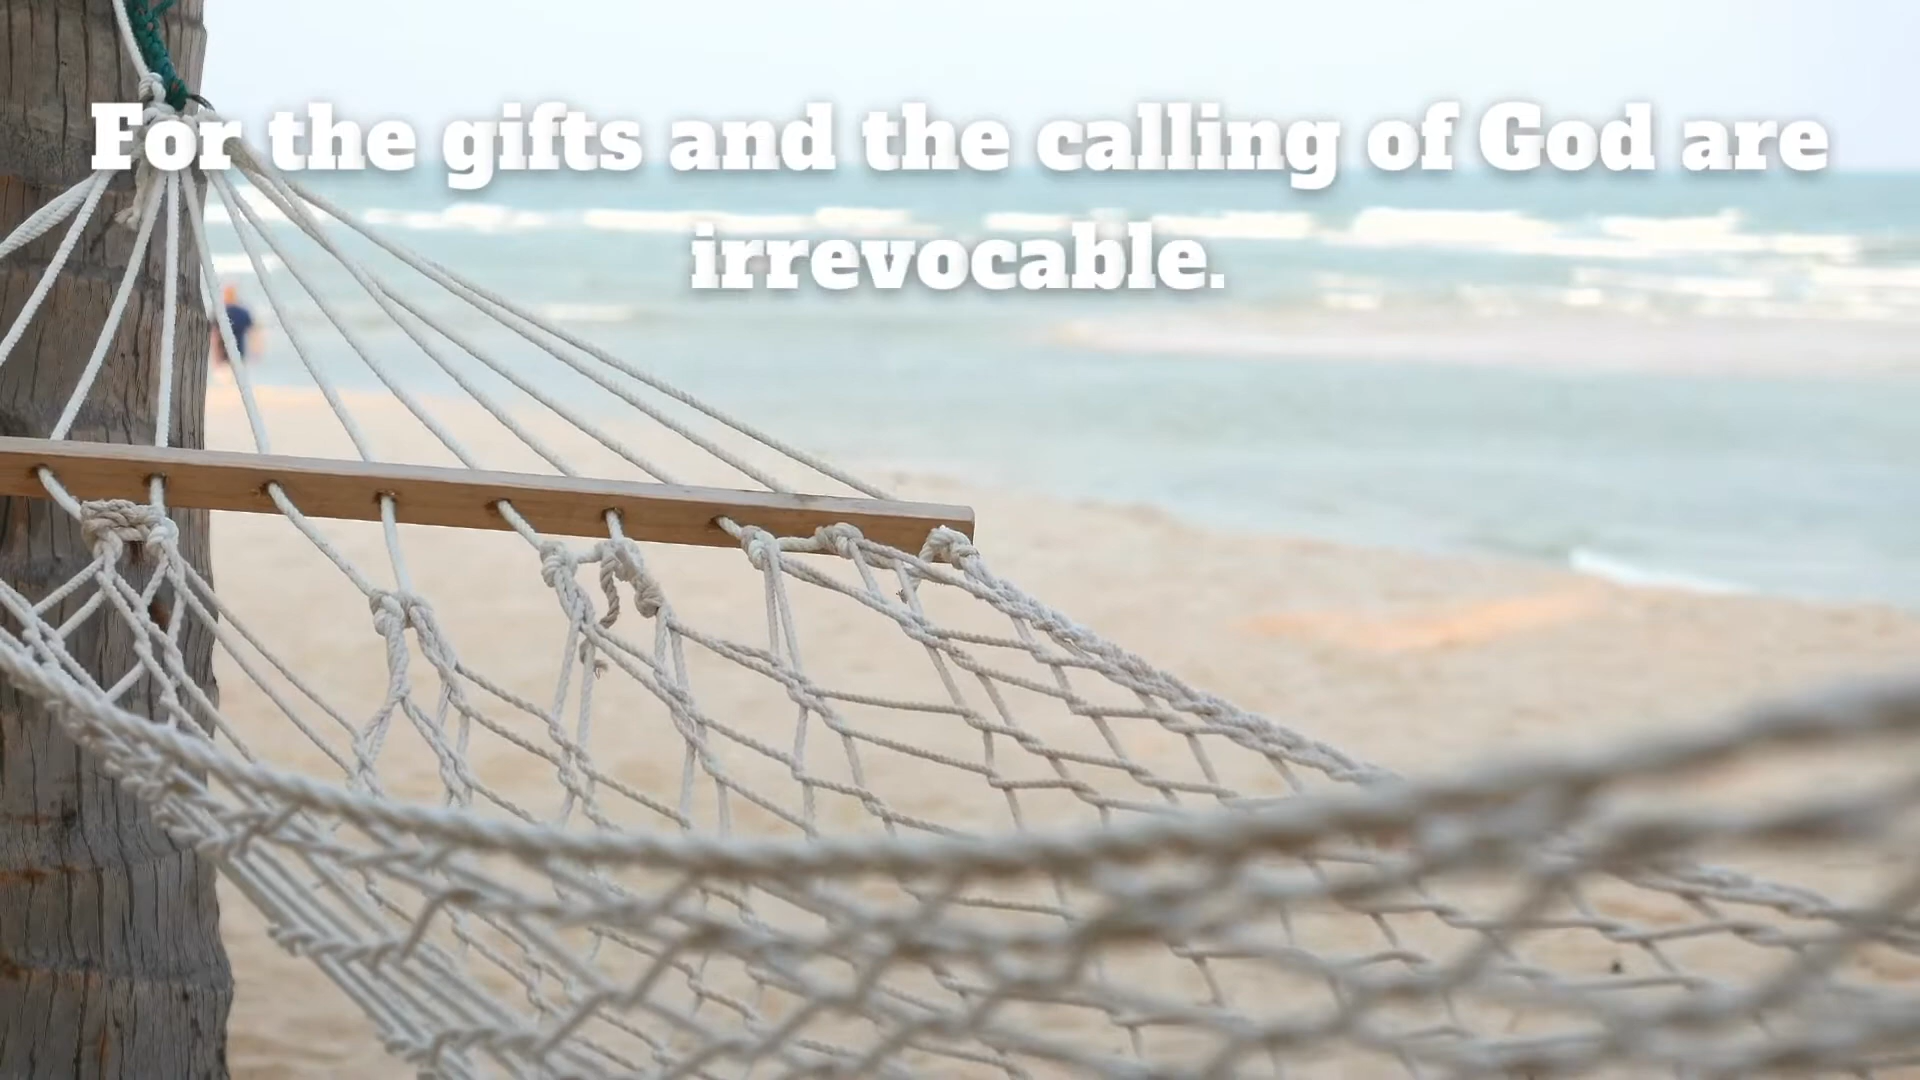 For the gifts and the calling of God are
irrevocable.